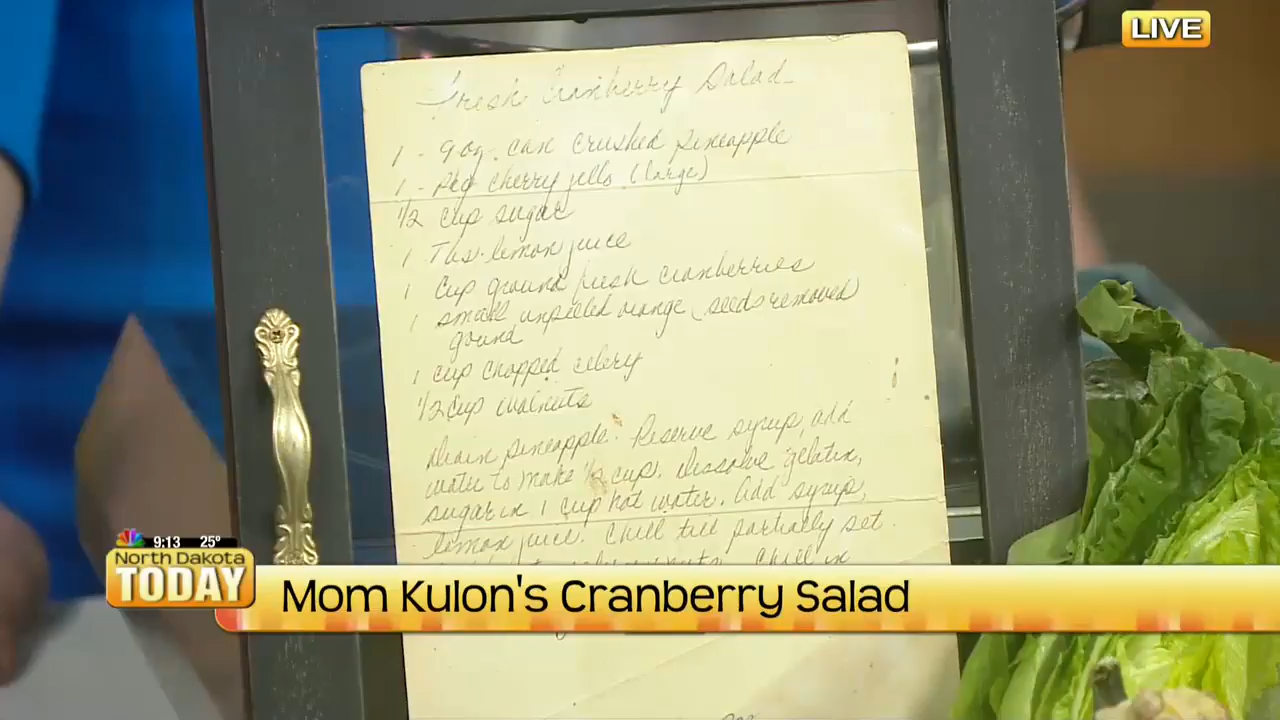 LIVE
Fresh Cranberry Salad
1 - 9 oz. can crushed pineapple
1 - pkg cherry jello (large)
1/2 cup sugar
1 Tbs. lemon juice
1 cup ground fresh cranberries
1 small unpeeled orange, seeds removed
ground
1 cup chopped celery
1/2 cup walnuts
Drain pineapple. Reserve syrup, add
water to make 1/2 cup. Dissolve gelatin,
sugar in 1 cup hot water. Add syrup,
lemon juice. Chill till partially set.
Chill in
9:13 25°
North Dakota
TODAY
Mom Kulon's Cranberry Salad